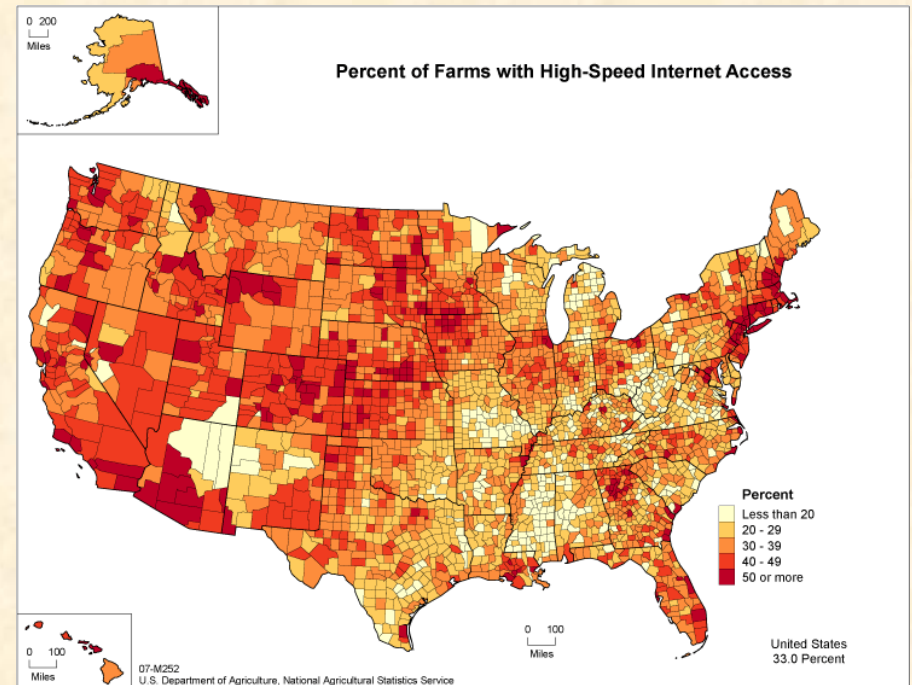 0 200
Miles
Percent of Farms with High-Speed Internet Access
Percent
Less than 20
20 - 29
30 - 39
40 - 49
50 or more
0 100
Miles
0 100
Miles
United States
33.0 Percent
07-M252
U.S. Department of Agriculture, National Agricultural Statistics Service